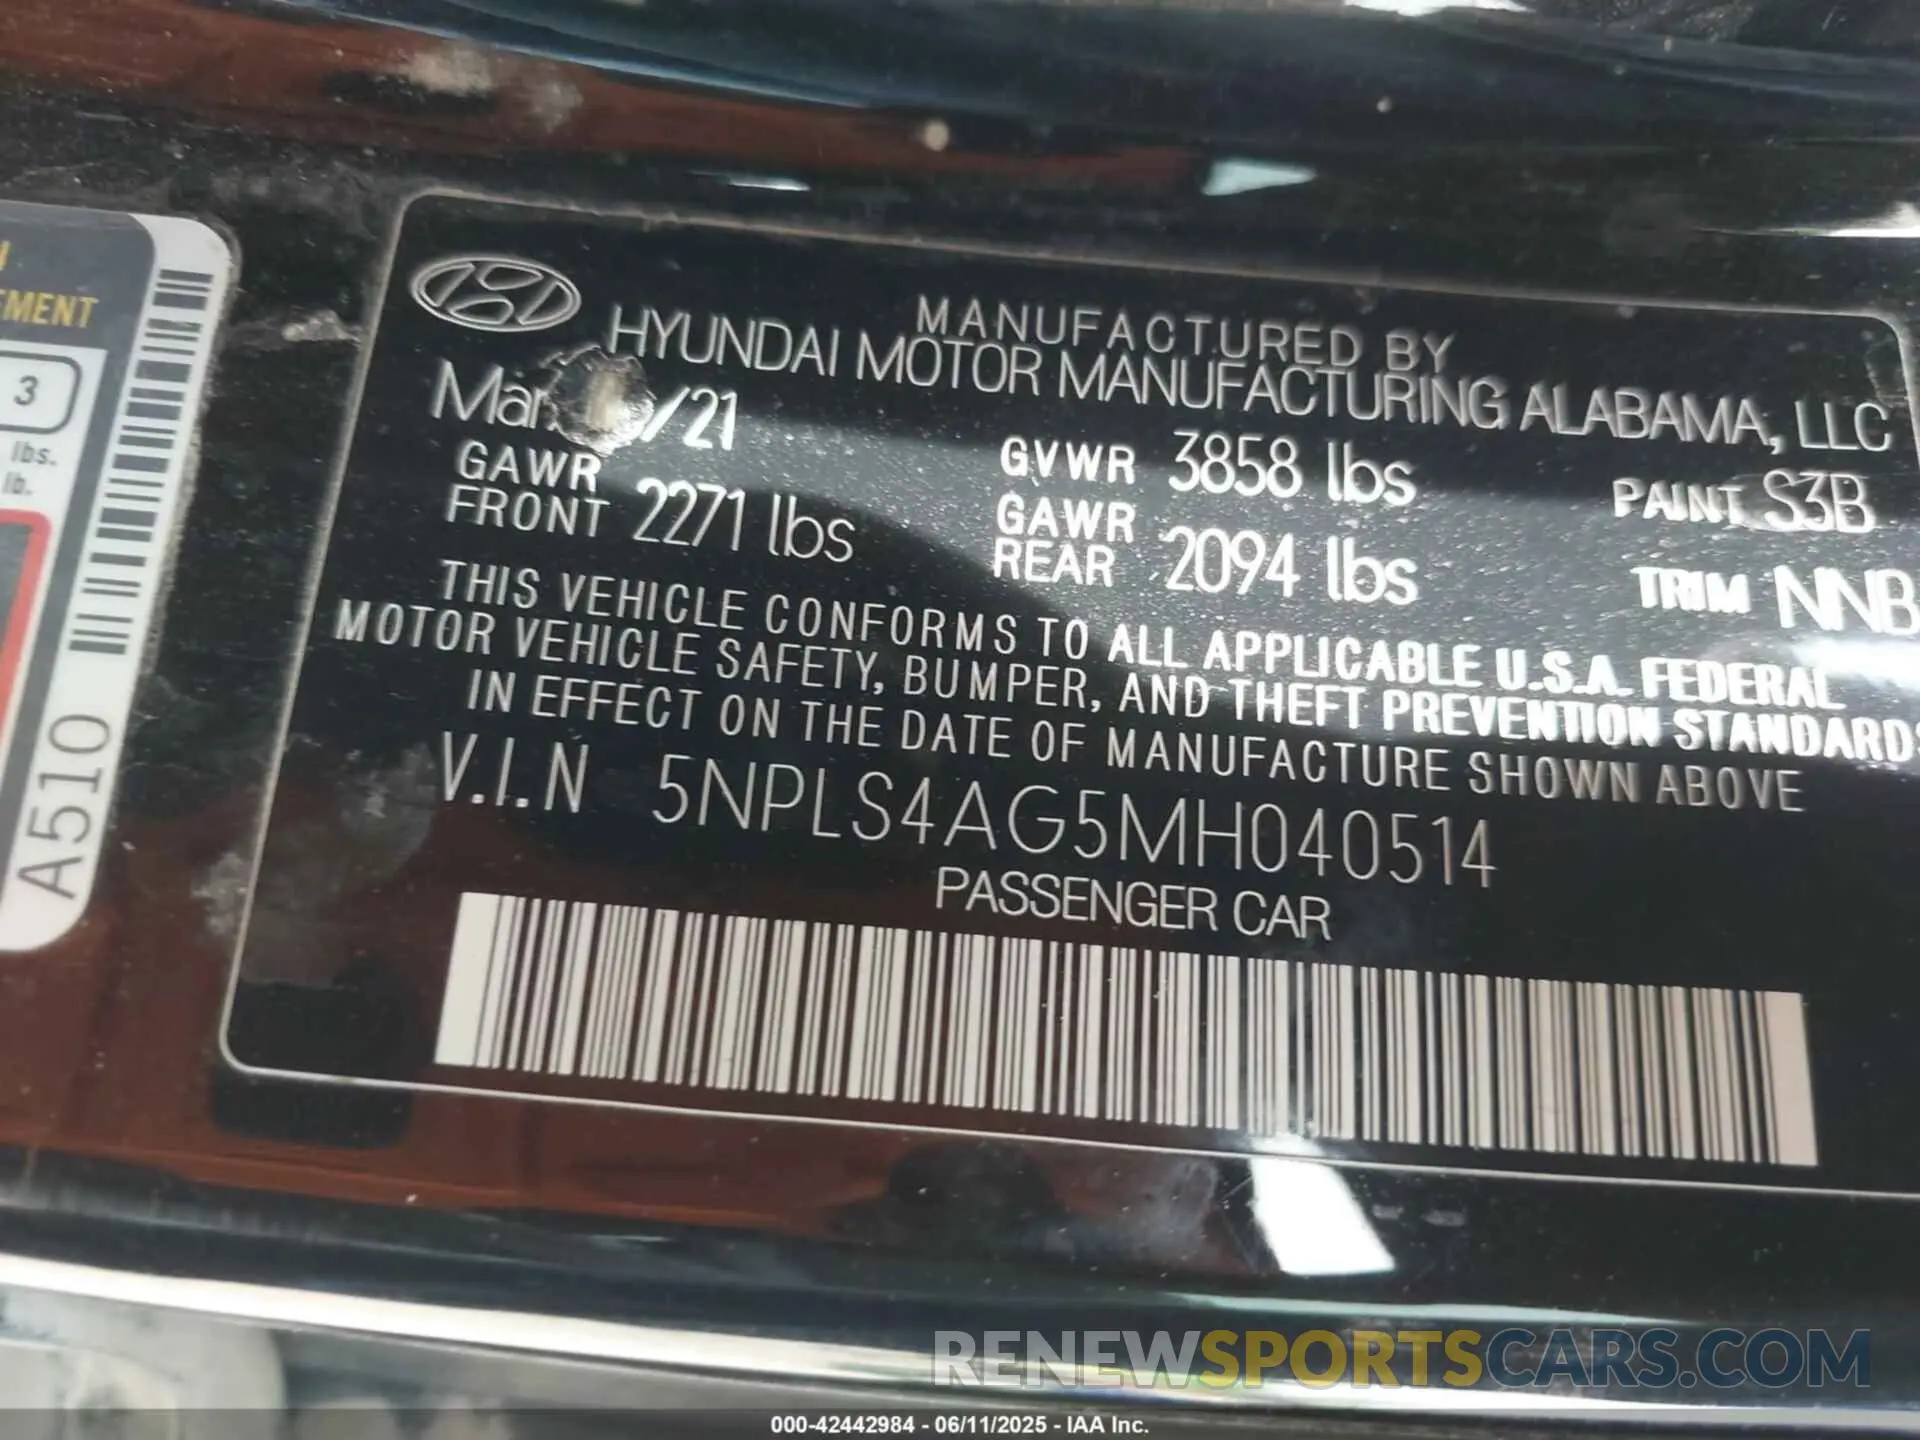 MANUFACTURED BY
HYUNDAI MOTOR MANUFACTURING ALABAMA, LLC
/21
GVWR 3858 lbs
PAINT S3B
GAWR FRONT 2271 lbs
GAWR REAR 2094 lbs
TRIM NNB
THIS VEHICLE CONFORMS TO ALL APPLICABLE U.S.A. FEDERAL
MOTOR VEHICLE SAFETY, BUMPER, AND THEFT PREVENTION STANDARDS
IN EFFECT ON THE DATE OF MANUFACTURE SHOWN ABOVE
V.I.N 5NPLS4AG5MH040514
PASSENGER CAR
EMENT
3
lbs.
lb.
A510
RENEWSPORTSCARS.COM
000-42442984 - 06/11/2025 - IAA Inc.